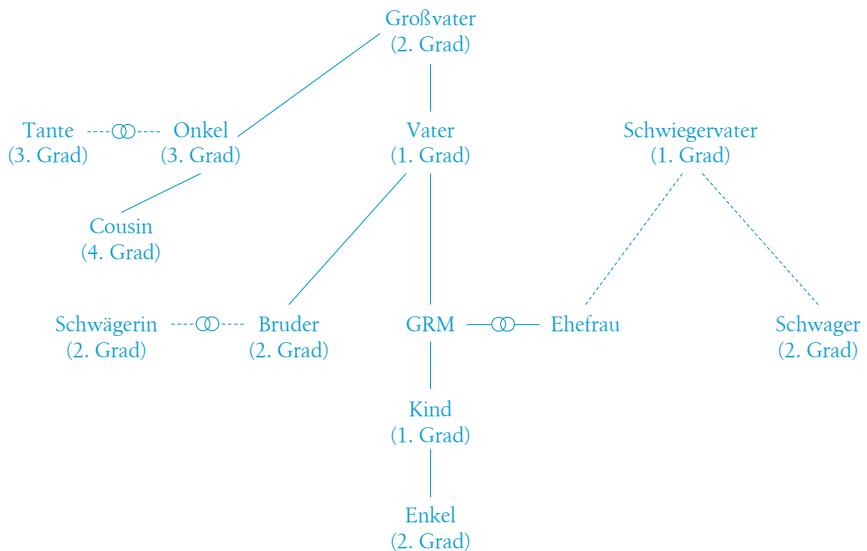 Großvater
(2. Grad)
Tante
(3. Grad)
Onkel
(3. Grad)
Vater
(1. Grad)
Schwiegervater
(1. Grad)
Cousin
(4. Grad)
Schwägerin
(2. Grad)
Bruder
(2. Grad)
GRM
Ehefrau
Schwager
(2. Grad)
Kind
(1. Grad)
Enkel
(2. Grad)